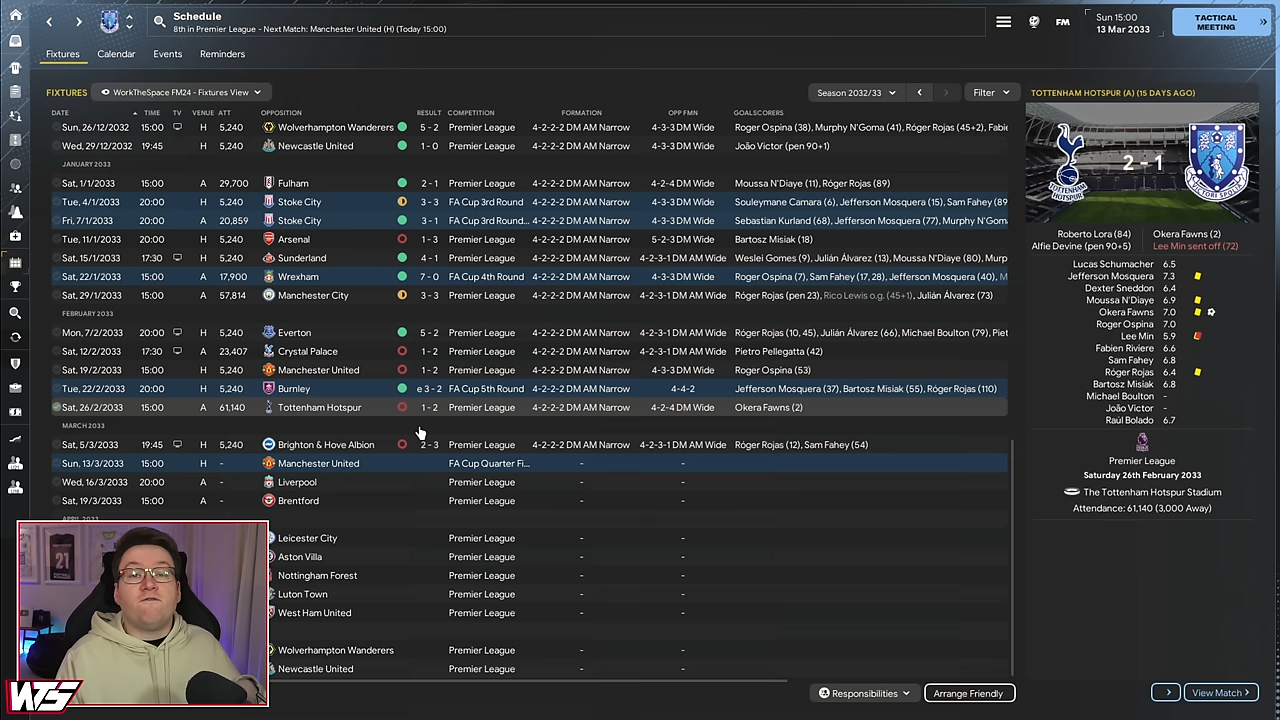 Schedule
8th in Premier League - Next Match: Manchester United (H) (Today 15:00)
FM
Sun 15:00
13 Mar 2033
TACTICAL MEETING
Fixtures Calendar Events Reminders
FIXTURES WorkTheSpace FM24 - Fixtures View Season 2032/33 Filter
DATE TIME TV VENUE ATT OPPOSITION RESULT COMPETITION FORMATION OPP FMN GOALSCORERS
Sun, 26/12/2032 15:00 H 5,240 Wolverhampton Wanderers 5 - 2 Premier League 4-2-2-2 DM AM Narrow 4-3-3 DM Wide Roger Ospina (38), Murphy N'Goma (41), Róger Rojas (45+2), Fabie
Wed, 29/12/2032 19:45 H 5,240 Newcastle United 1 - 0 Premier League 4-2-2-2 DM AM Narrow 4-3-3 DM Wide João Victor (pen 90+1)
JANUARY 2033
Sat, 1/1/2033 15:00 A 29,700 Fulham 2 - 1 Premier League 4-2-2-2 DM AM Narrow 4-2-4 DM Wide Moussa N'Diaye (11), Róger Rojas (89)
Tue, 4/1/2033 20:00 H 5,240 Stoke City 3 - 3 FA Cup 3rd Round 4-2-2-2 DM AM Narrow 4-3-3 DM Wide Souleymane Camara (6), Jefferson Mosquera (15), Sam Fahey (89
Fri, 7/1/2033 20:00 A 20,859 Stoke City 3 - 1 FA Cup 3rd Round... 4-2-2-2 DM AM Narrow 4-3-3 DM Wide Sebastian Kurland (68), Jefferson Mosquera (77), Murphy N'Gom
Tue, 11/1/2033 20:00 H 5,240 Arsenal 1 - 3 Premier League 4-2-2-2 DM AM Narrow 5-2-3 DM Wide Bartosz Misiak (18)
Sat, 15/1/2033 17:30 H 5,240 Sunderland 4 - 1 Premier League 4-2-2-2 DM AM Narrow 4-2-3-1 DM AM Wide Weslei Gomes (9), Julián Álvarez (13), Moussa N'Diaye (80), Murp
Sat, 22/1/2033 15:00 A 17,900 Wrexham 7 - 0 FA Cup 4th Round 4-2-2-2 DM AM Narrow 4-3-3 DM Wide Roger Ospina (7), Sam Fahey (17, 28), Jefferson Mosquera (40), M
Sat, 29/1/2033 15:00 A 57,814 Manchester City 3 - 3 Premier League 4-2-2-2 DM AM Narrow 4-2-3-1 AM Wide Róger Rojas (pen 23), Rico Lewis o.g. (45+1), Julián Álvarez (73)
FEBRUARY 2033
Mon, 7/2/2033 20:00 H 5,240 Everton 5 - 2 Premier League 4-2-2-2 DM AM Narrow 4-2-3-1 AM Wide Róger Rojas (10, 45), Julián Álvarez (66), Michael Boulton (79), Piet
Sat, 12/2/2033 17:30 A 23,407 Crystal Palace 1 - 2 Premier League 4-2-2-2 DM AM Narrow 4-2-3-1 DM AM Wide Pietro Pellegatta (42)
Sat, 19/2/2033 15:00 H 5,240 Manchester United 1 - 2 Premier League 4-2-2-2 DM AM Narrow 4-3-3 DM Wide Roger Ospina (53)
Tue, 22/2/2033 20:00 H 5,240 Burnley e 3 - 2 FA Cup 5th Round 4-2-2-2 DM AM Narrow 4-4-2 Jefferson Mosquera (37), Bartosz Misiak (55), Róger Rojas (110)
Sat, 26/2/2033 15:00 A 61,140 Tottenham Hotspur 1 - 2 Premier League 4-2-2-2 DM AM Narrow 4-2-4 DM Wide Okera Fawns (2)
MARCH 2033
Sat, 5/3/2033 19:45 H 5,240 Brighton & Hove Albion 2 - 3 Premier League 4-2-2-2 DM AM Narrow 4-2-3-1 DM AM Wide Róger Rojas (12), Sam Fahey (54)
Sun, 13/3/2033 15:00 H - Manchester United FA Cup Quarter Fi... - -
Wed, 16/3/2033 20:00 A - Liverpool Premier League - -
Sat, 19/3/2033 15:00 A - Brentford Premier League - -
Leicester City Premier League - -
Aston Villa Premier League - -
Nottingham Forest Premier League - -
Luton Town Premier League - -
West Ham United Premier League - -
Wolverhampton Wanderers Premier League - -
Newcastle United Premier League - -
Responsibilities Arrange Friendly
TOTTENHAM HOTSPUR (A) (15 DAYS AGO)
2 - 1
Roberto Lora (84) Okera Fawns (2)
Alfie Devine (pen 90+5) Lee Min sent off (72)
Lucas Schumacher 6.5
Jefferson Mosquera 7.3
Dexter Sneddon 6.4
Moussa N'Diaye 6.9
Okera Fawns 7.0
Roger Ospina 7.0
Lee Min 5.9
Fabien Riviere 6.6
Sam Fahey 6.8
Róger Rojas 6.4
Bartosz Misiak 6.8
Michael Boulton -
João Victor -
Raúl Bolado 6.7
Premier League
Saturday 26th February 2033
The Tottenham Hotspur Stadium
Attendance: 61,140 (3,000 Away)
View Match
21
WTS